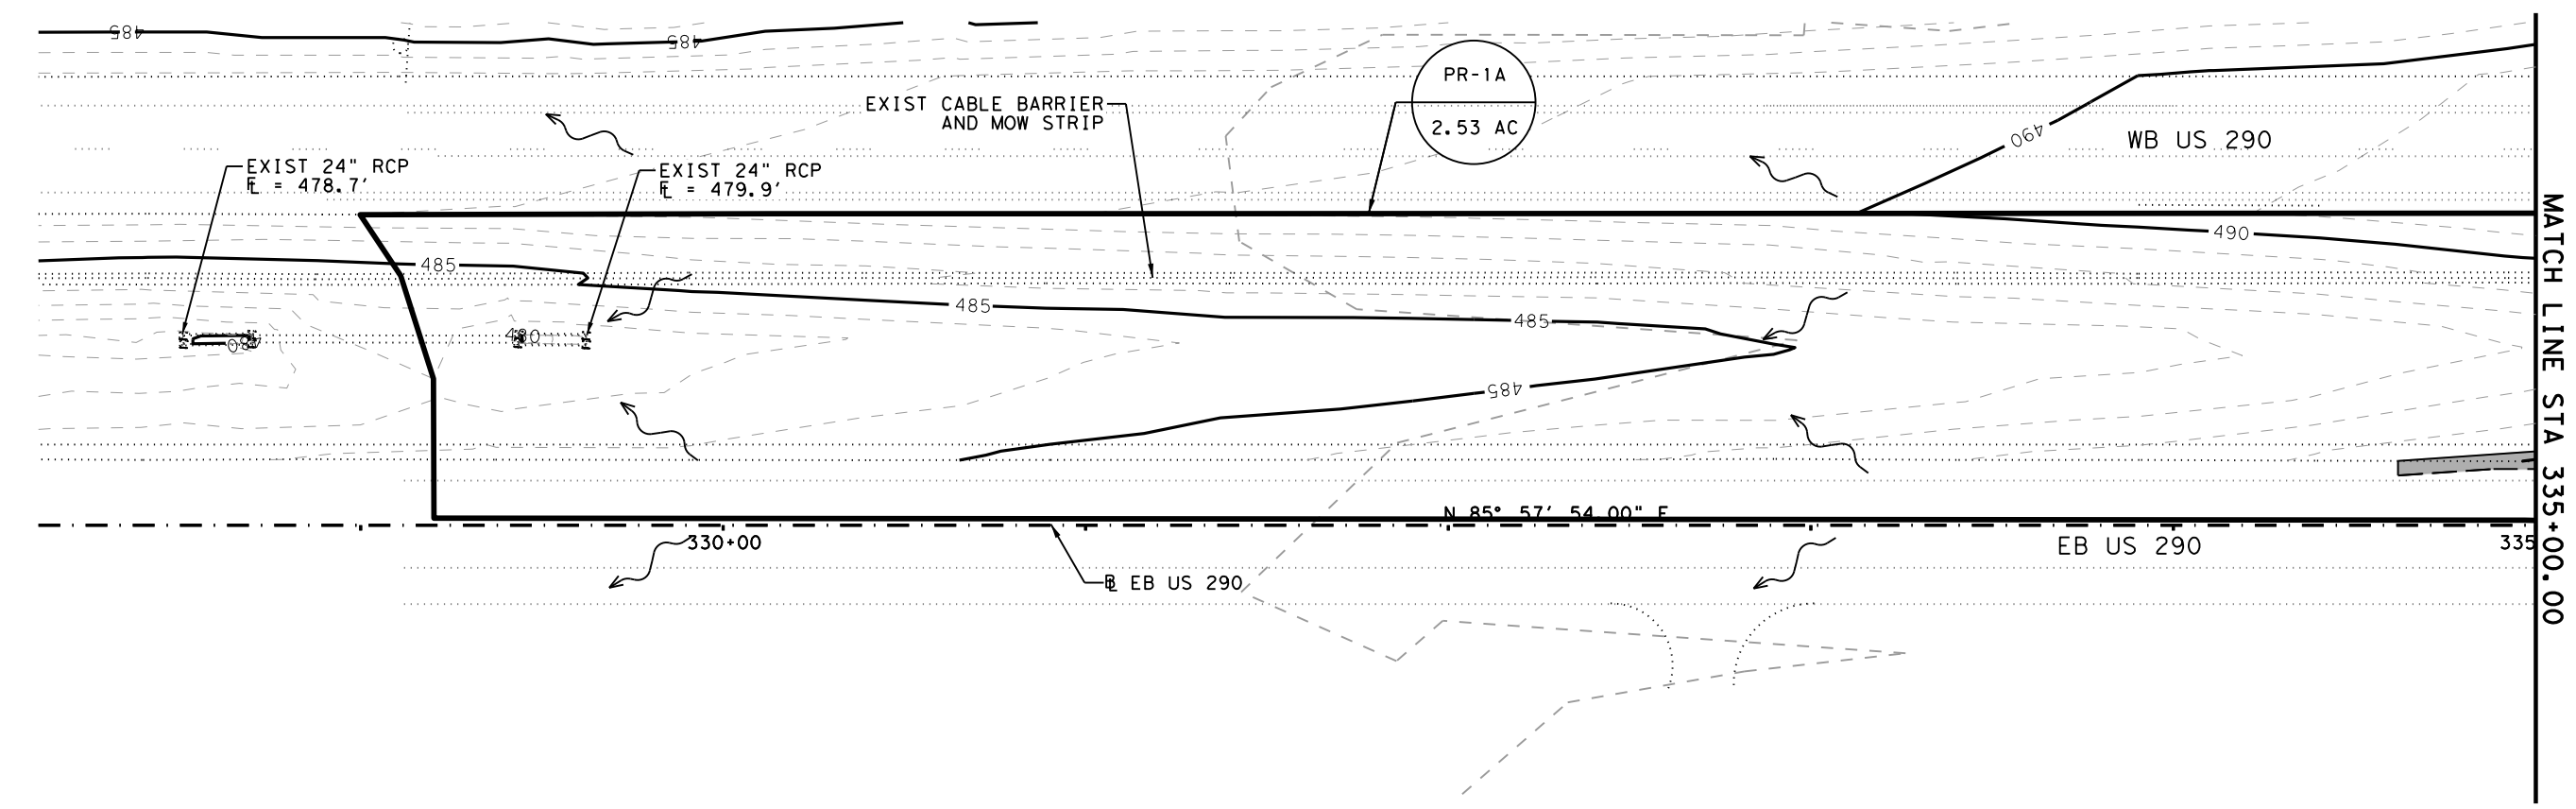 485
485
PR-1A
2.53 AC
EXIST CABLE BARRIER
AND MOW STRIP
490
WB US 290
EXIST 24" RCP
FL = 478.7'
EXIST 24" RCP
FL = 479.9'
490
485
485
485
480
480
485
N 85° 57' 54.00" E
330+00
EB US 290
335
BL EB US 290
MATCH LINE STA 335+00.00